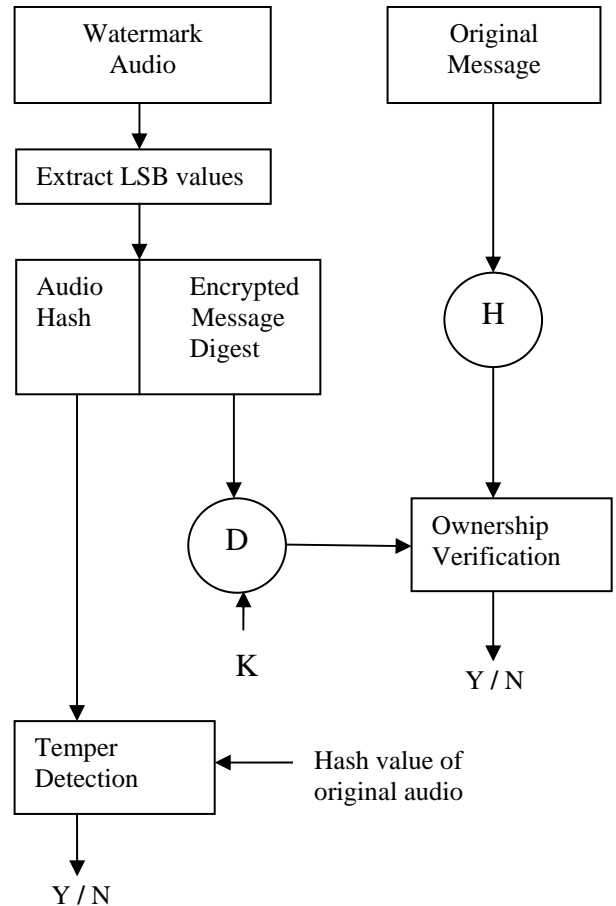 Watermark
Audio
Original
Message
Extract LSB values
Audio
Hash
Encrypted
Message
Digest
H
D
Ownership
Verification
K
Y / N
Temper
Detection
Hash value of
original audio
Y / N